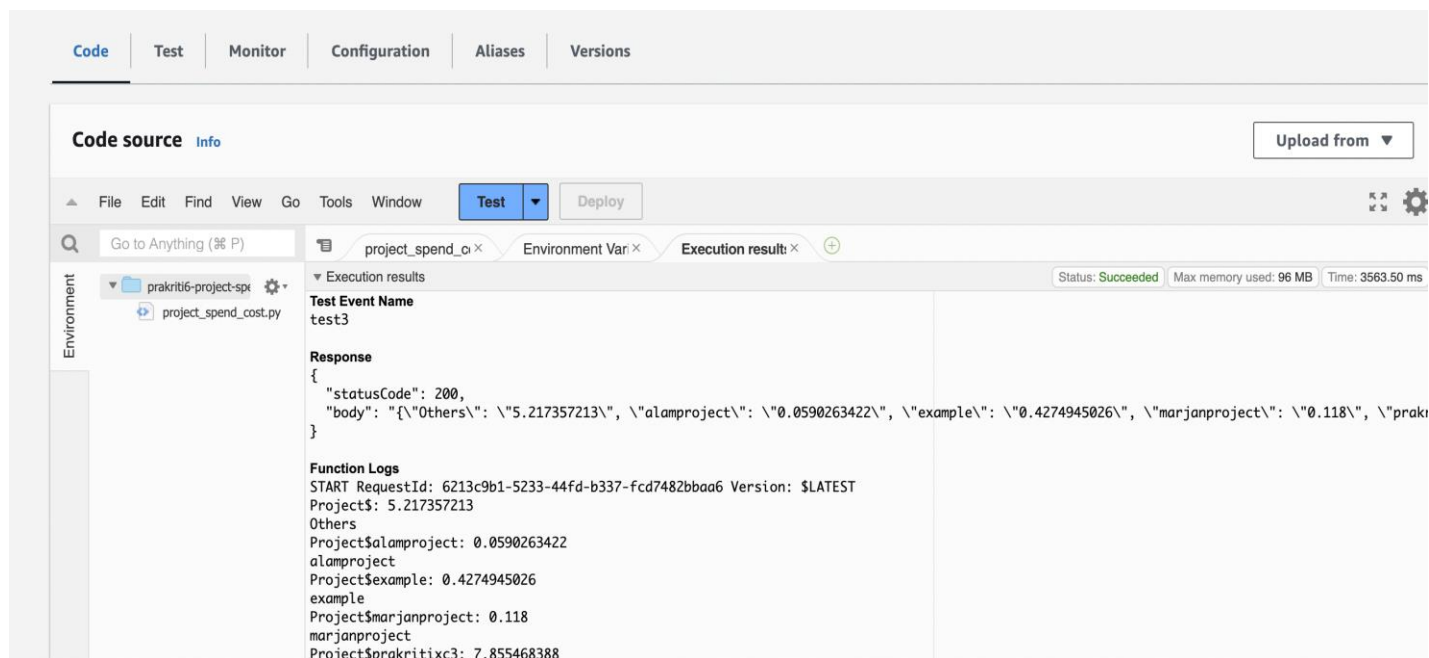 Code Test Monitor Configuration Aliases Versions
Code source Info
Upload from
File Edit Find View Go Tools Window Test Deploy
Go to Anything (⌘ P)
project_spend_c
Environment Vari
Execution result
Environment
prakriti6-project-spe
project_spend_cost.py
Execution results
Status: Succeeded Max memory used: 96 MB Time: 3563.50 ms
Test Event Name
test3
Response
{
"statusCode": 200,
"body": "{\"Others\": \"5.217357213\", \"alamproject\": \"0.0590263422\", \"example\": \"0.4274945026\", \"marjanproject\": \"0.118\", \"prakr
}
Function Logs
START RequestId: 6213c9b1-5233-44fd-b337-fcd7482bbaa6 Version: $LATEST
Project$: 5.217357213
Others
Project$alamproject: 0.0590263422
alamproject
Project$example: 0.4274945026
example
Project$marjanproject: 0.118
marjanproject
Project$prakritixc3: 7.855468388